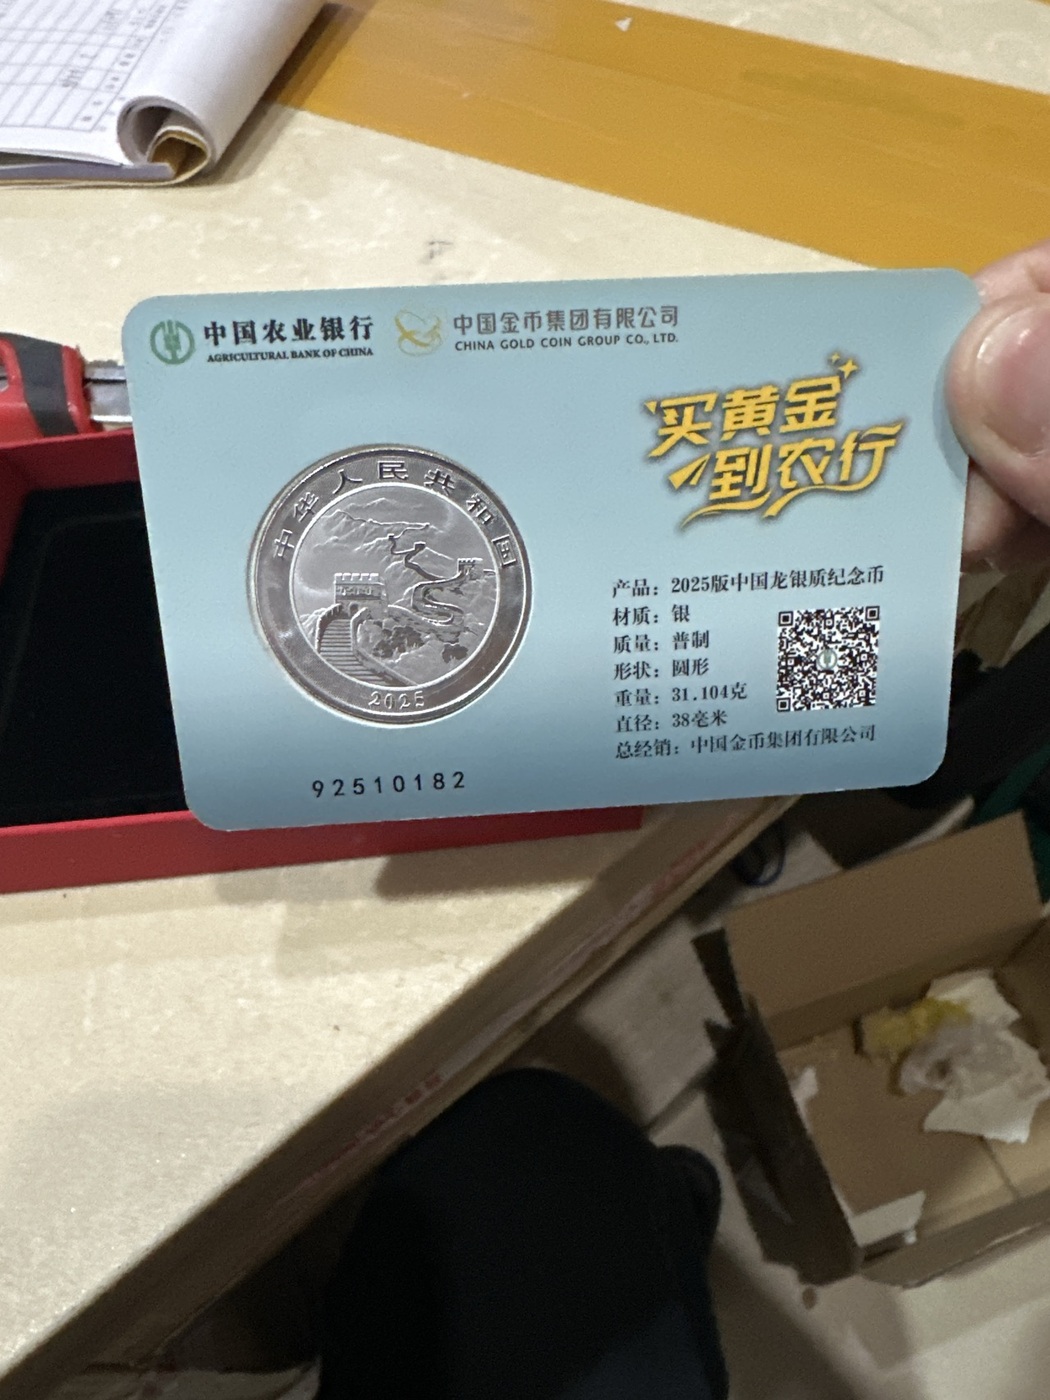 中国农业银行
AGRICULTURAL BANK OF CHINA
中国金币集团有限公司
CHINA GOLD COIN GROUP CO., LTD.
买黄金
到农行
中华人民共和国
2025
92510182
产品：2025版中国龙银质纪念币
材质：银
质量：普制
形状：圆形
重量：31.104克
直径：38毫米
总经销：中国金币集团有限公司